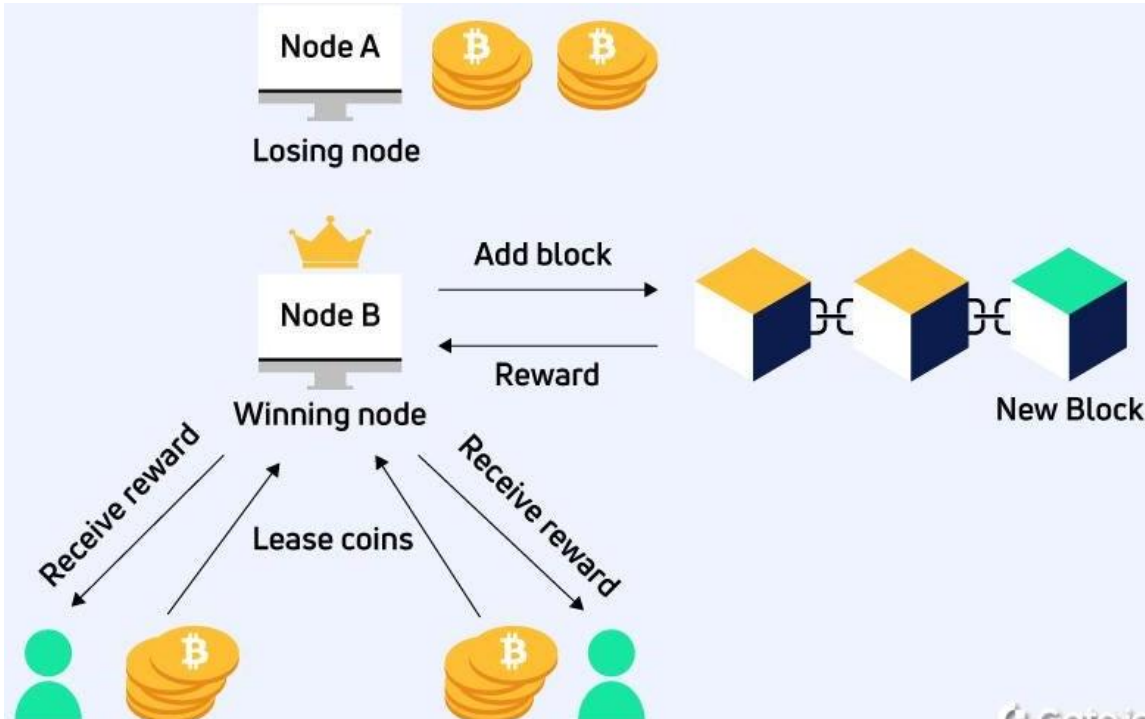 Node A
Losing node
Add block
Node B
Reward
Winning node
New Block
Receive reward
Receive reward
Lease coins